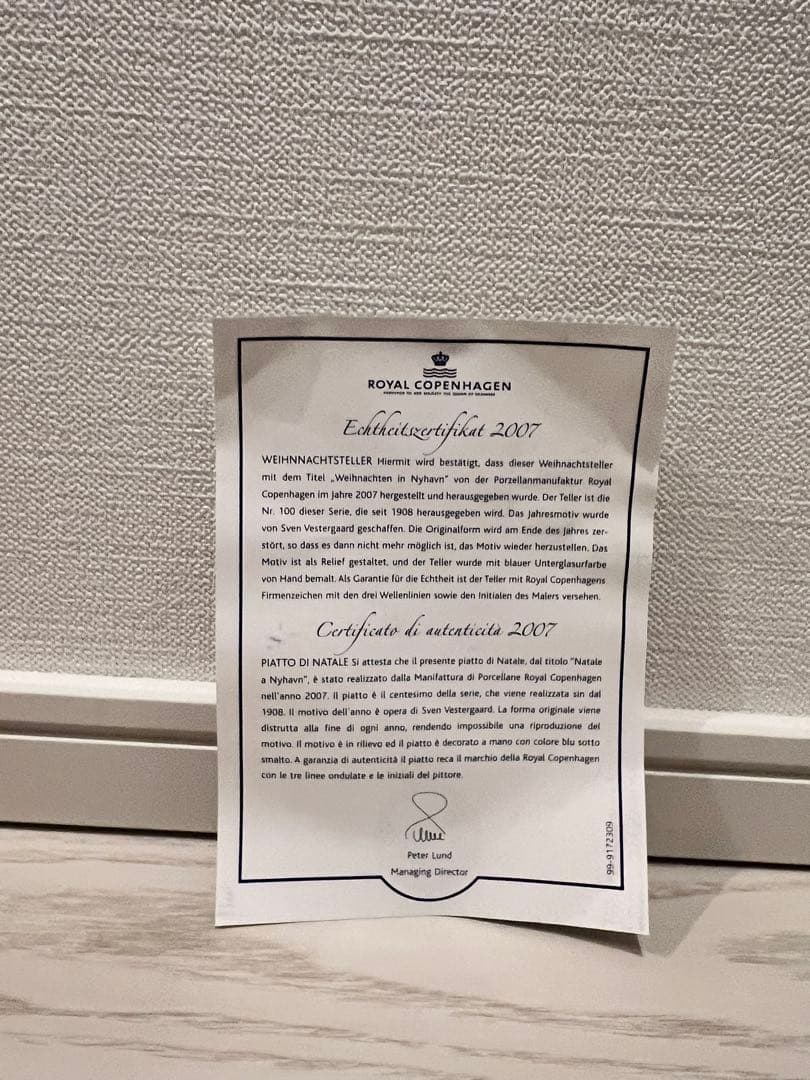 ROYAL COPENHAGEN
PURVEYOR TO HER MAJESTY THE QUEEN OF DENMARK
Echtheitszertifikat 2007
WEIHNNACHTSTELLER Hiermit wird bestätigt, dass dieser Weihnachtsteller
mit dem Titel „Weihnachten in Nyhavn" von der Porzellanmanufaktur Royal
Copenhagen im Jahre 2007 hergestellt und herausgegeben wurde. Der Teller ist die
Nr. 100 dieser Serie, die seit 1908 herausgegeben wird. Das Jahresmotiv wurde
von Sven Vestergaard geschaffen. Die Originalform wird am Ende des Jahres zer-
stört, so dass es dann nicht mehr möglich ist, das Motiv wieder herzustellen. Das
Motiv ist als Relief gestaltet, und der Teller wurde mit blauer Unterglasurfarbe
von Hand bemalt. Als Garantie für die Echtheit ist der Teller mit Royal Copenhagens
Firmenzeichen mit den drei Wellenlinien sowie den Initialen des Malers versehen.
Certificato di autenticità 2007
PIATTO DI NATALE Si attesta che il presente piatto di Natale, dal titolo "Natale
a Nyhavn", è stato realizzato dalla Manifattura di Porcellane Royal Copenhagen
nell'anno 2007. Il piatto è il centesimo della serie, che viene realizzata sin dal
1908. Il motivo dell'anno è opera di Sven Vestergaard. La forma originale viene
distrutta alla fine di ogni anno, rendendo impossibile una riproduzione del
motivo. Il motivo è in rilievo ed il piatto è decorato a mano con colore blu sotto
smalto. A garanzia di autenticità il piatto reca il marchio della Royal Copenhagen
con le tre linee ondulate e le iniziali del pittore.
Peter Lund
Managing Director
99-9172309